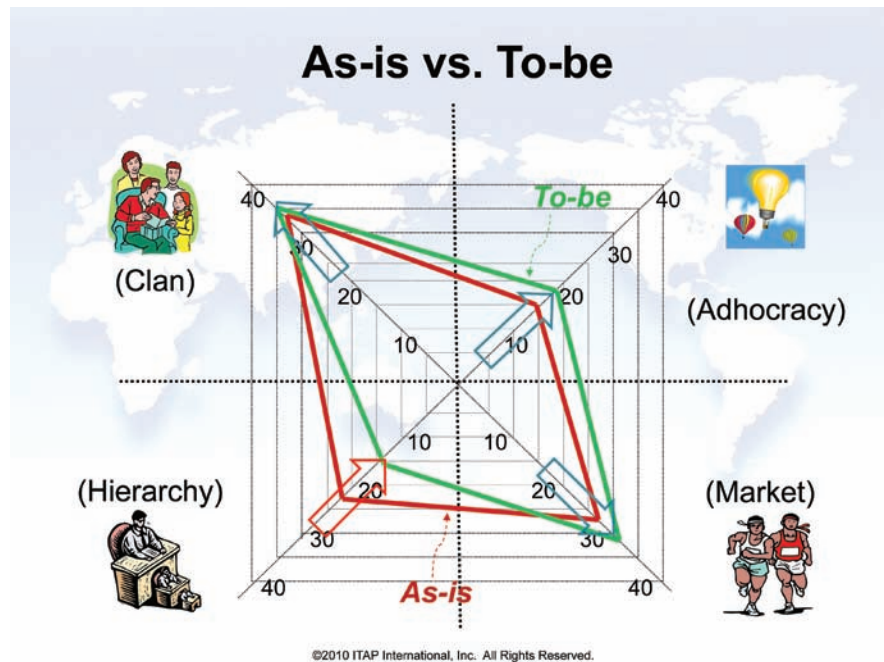 As-is vs. To-be
40
40
To-be
30
30
(Clan)
20
20
(Adhocracy)
10
10
10
10
(Hierarchy)
20
20
(Market)
30
30
40
As-is
40
©2010 ITAP International, Inc. All Rights Reserved.